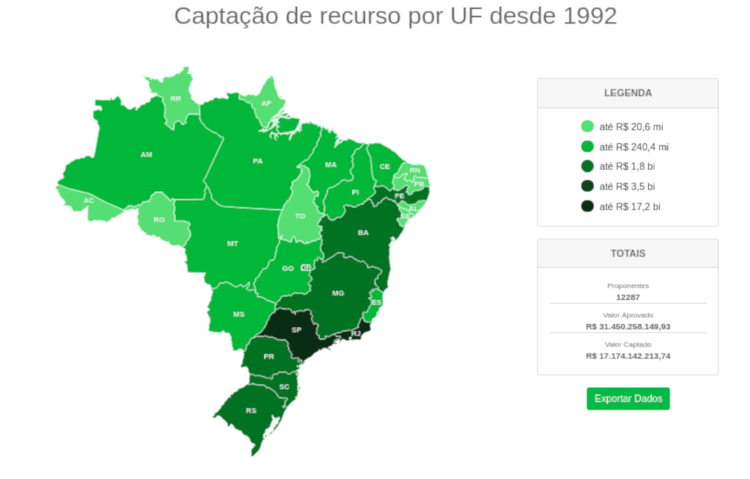 Captação de recurso por UF desde 1992
LEGENDA
até R$ 20,6 mi
até R$ 240,4 mi
até R$ 1,8 bi
até R$ 3,5 bi
até R$ 17,2 bi
TOTAIS
Proponentes
12287
Valor Aprovado
R$ 31.450.258.149,93
Valor Captado
R$ 17.174.142.213,74
Exportar Dados
RR
AP
AM
PA
MA
CE
RN
PB
PI
PE
AC
AL
TO
RO
BA
MT
GO
MG
ES
MS
SP
RJ
PR
SC
RS